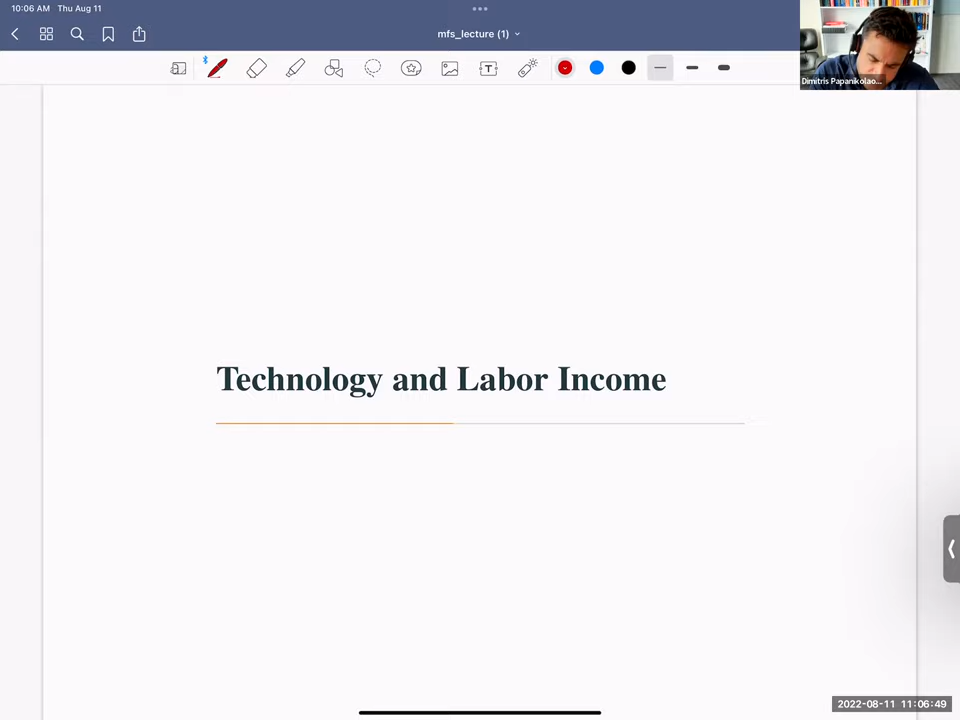 10:06 AM Thu Aug 11
mfs_lecture (1)
T
Dimitris Papanikolao...
Technology and Labor Income
2022-08-11 11:06:49